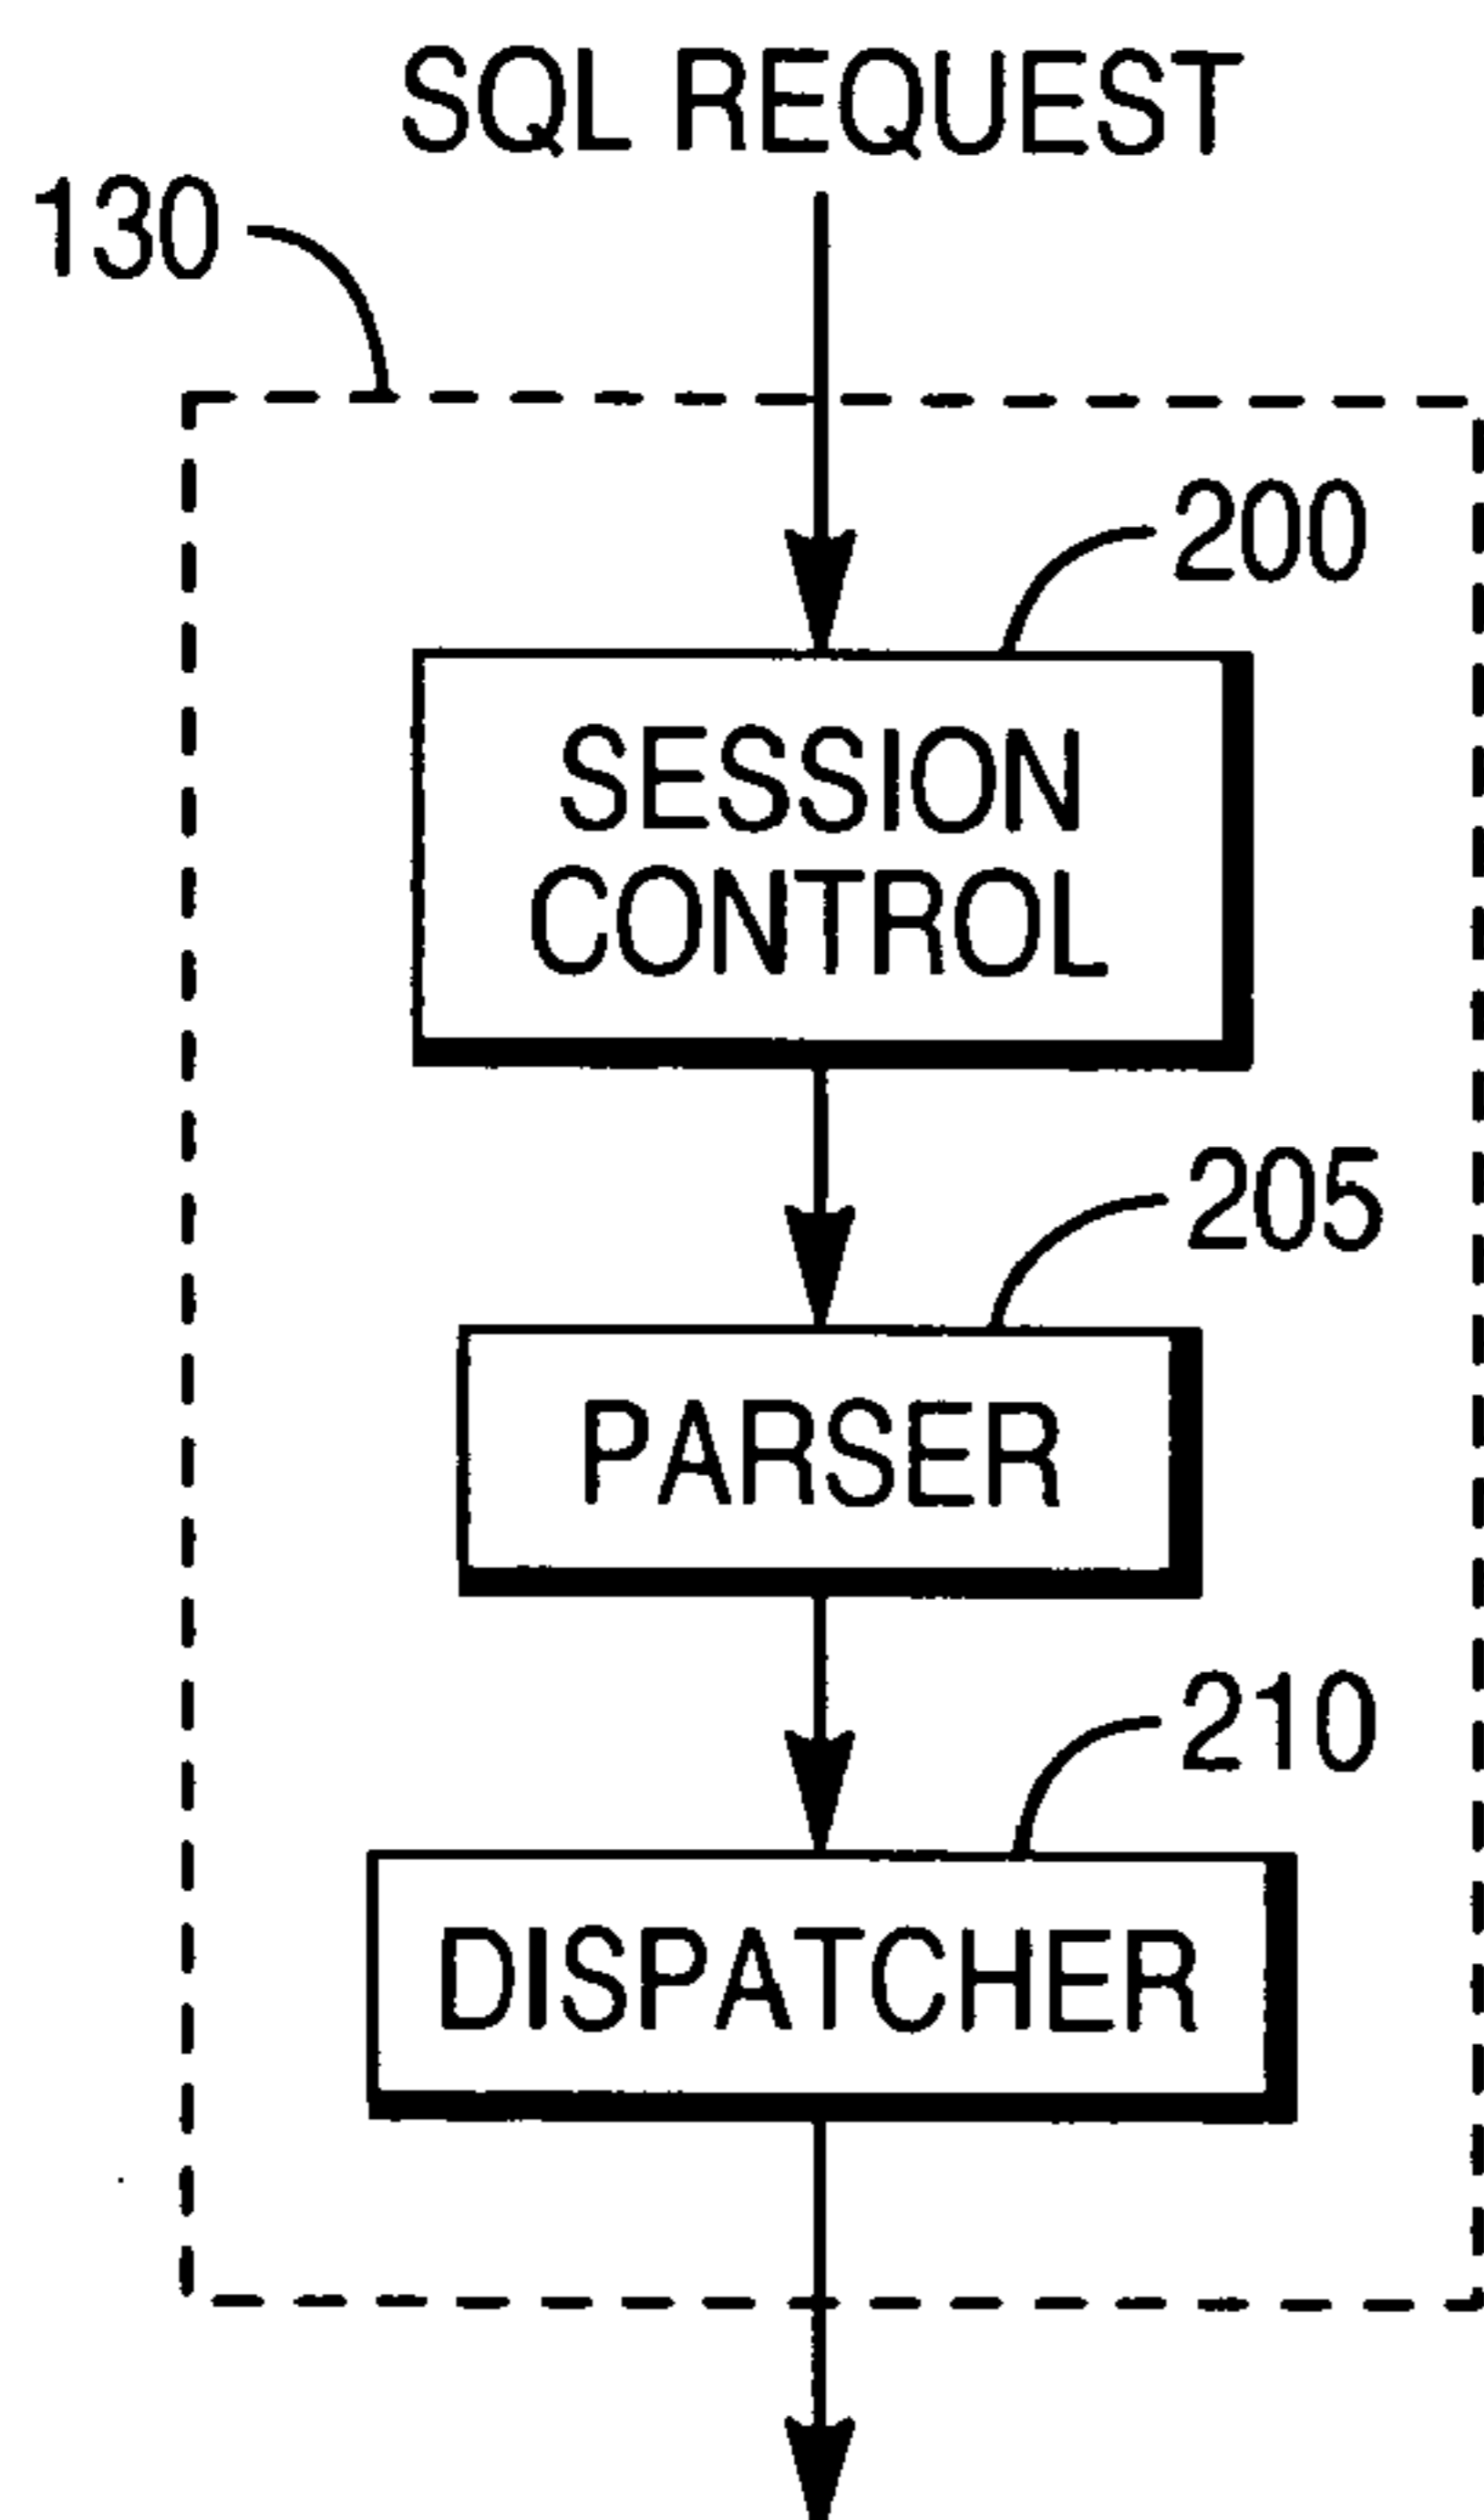 SQL REQUEST
130
200
SESSION
CONTROL
205
PARSER
210
DISPATCHER